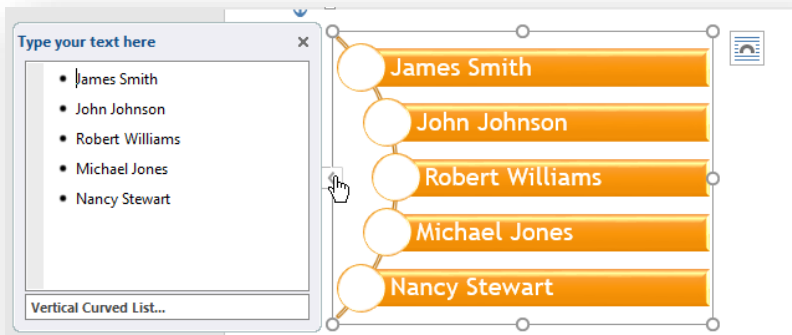 Type your text here
James Smith
John Johnson
Robert Williams
Michael Jones
Nancy Stewart
Vertical Curved List...
James Smith
John Johnson
Robert Williams
Michael Jones
Nancy Stewart